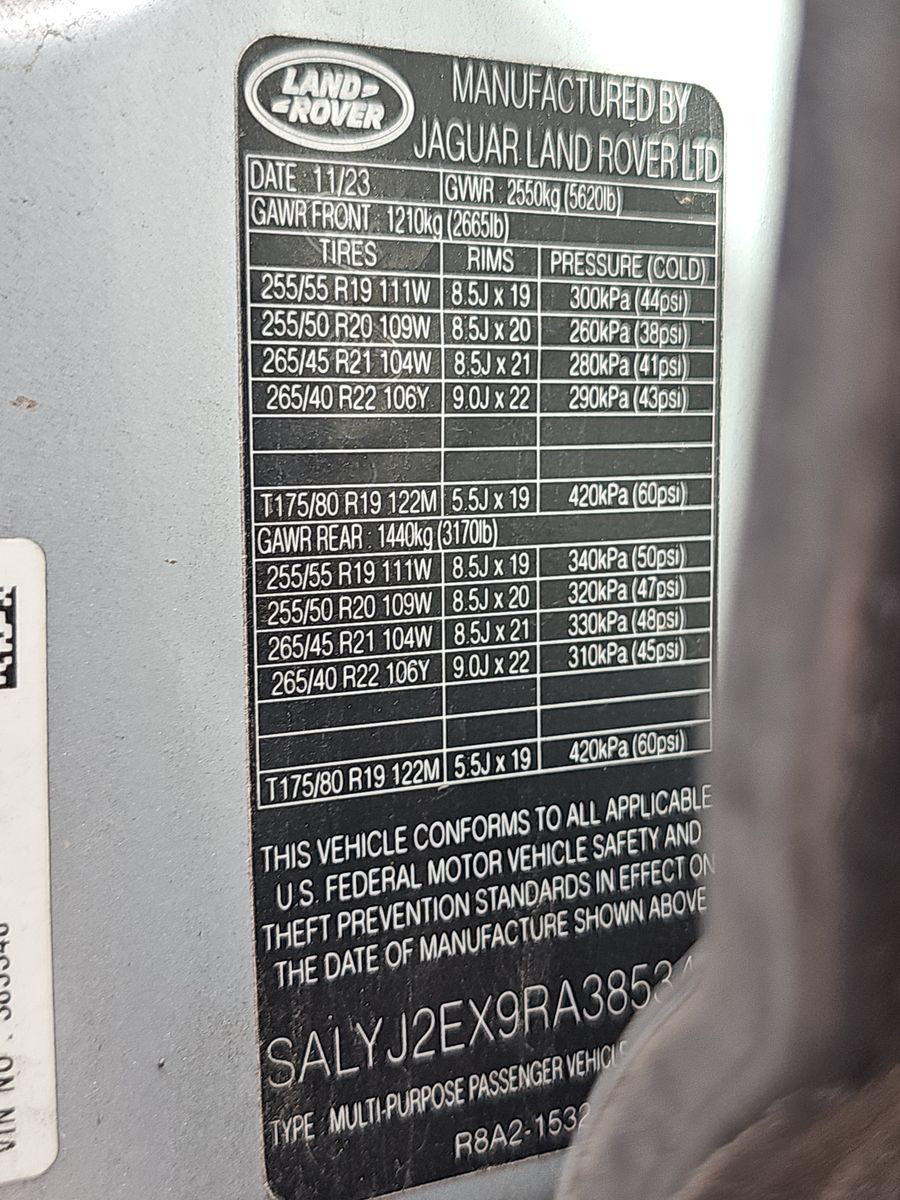 LAND ROVER
MANUFACTURED BY
JAGUAR LAND ROVER LTD
DATE : 11/23 GVWR : 2550kg (5620lb)
GAWR FRONT : 1210kg (2665lb)
TIRES RIMS PRESSURE (COLD)
255/55 R19 111W 8.5J x 19 300kPa (44psi)
255/50 R20 109W 8.5J x 20 260kPa (38psi)
265/45 R21 104W 8.5J x 21 280kPa (41psi)
265/40 R22 106Y 9.0J x 22 290kPa (43psi)
T175/80 R19 122M 5.5J x 19 420kPa (60psi)
GAWR REAR : 1440kg (3170lb)
255/55 R19 111W 8.5J x 19 340kPa (50psi)
255/50 R20 109W 8.5J x 20 320kPa (47psi)
265/45 R21 104W 8.5J x 21 330kPa (48psi)
265/40 R22 106Y 9.0J x 22 310kPa (45psi)
T175/80 R19 122M 5.5J x 19 420kPa (60psi)
THIS VEHICLE CONFORMS TO ALL APPLICABLE
U.S. FEDERAL MOTOR VEHICLE SAFETY AND
THEFT PREVENTION STANDARDS IN EFFECT ON
THE DATE OF MANUFACTURE SHOWN ABOVE
SALYJ2EX9RA3853
TYPE MULTI-PURPOSE PASSENGER VEHICLE
R8A2-1532
VIN NO :